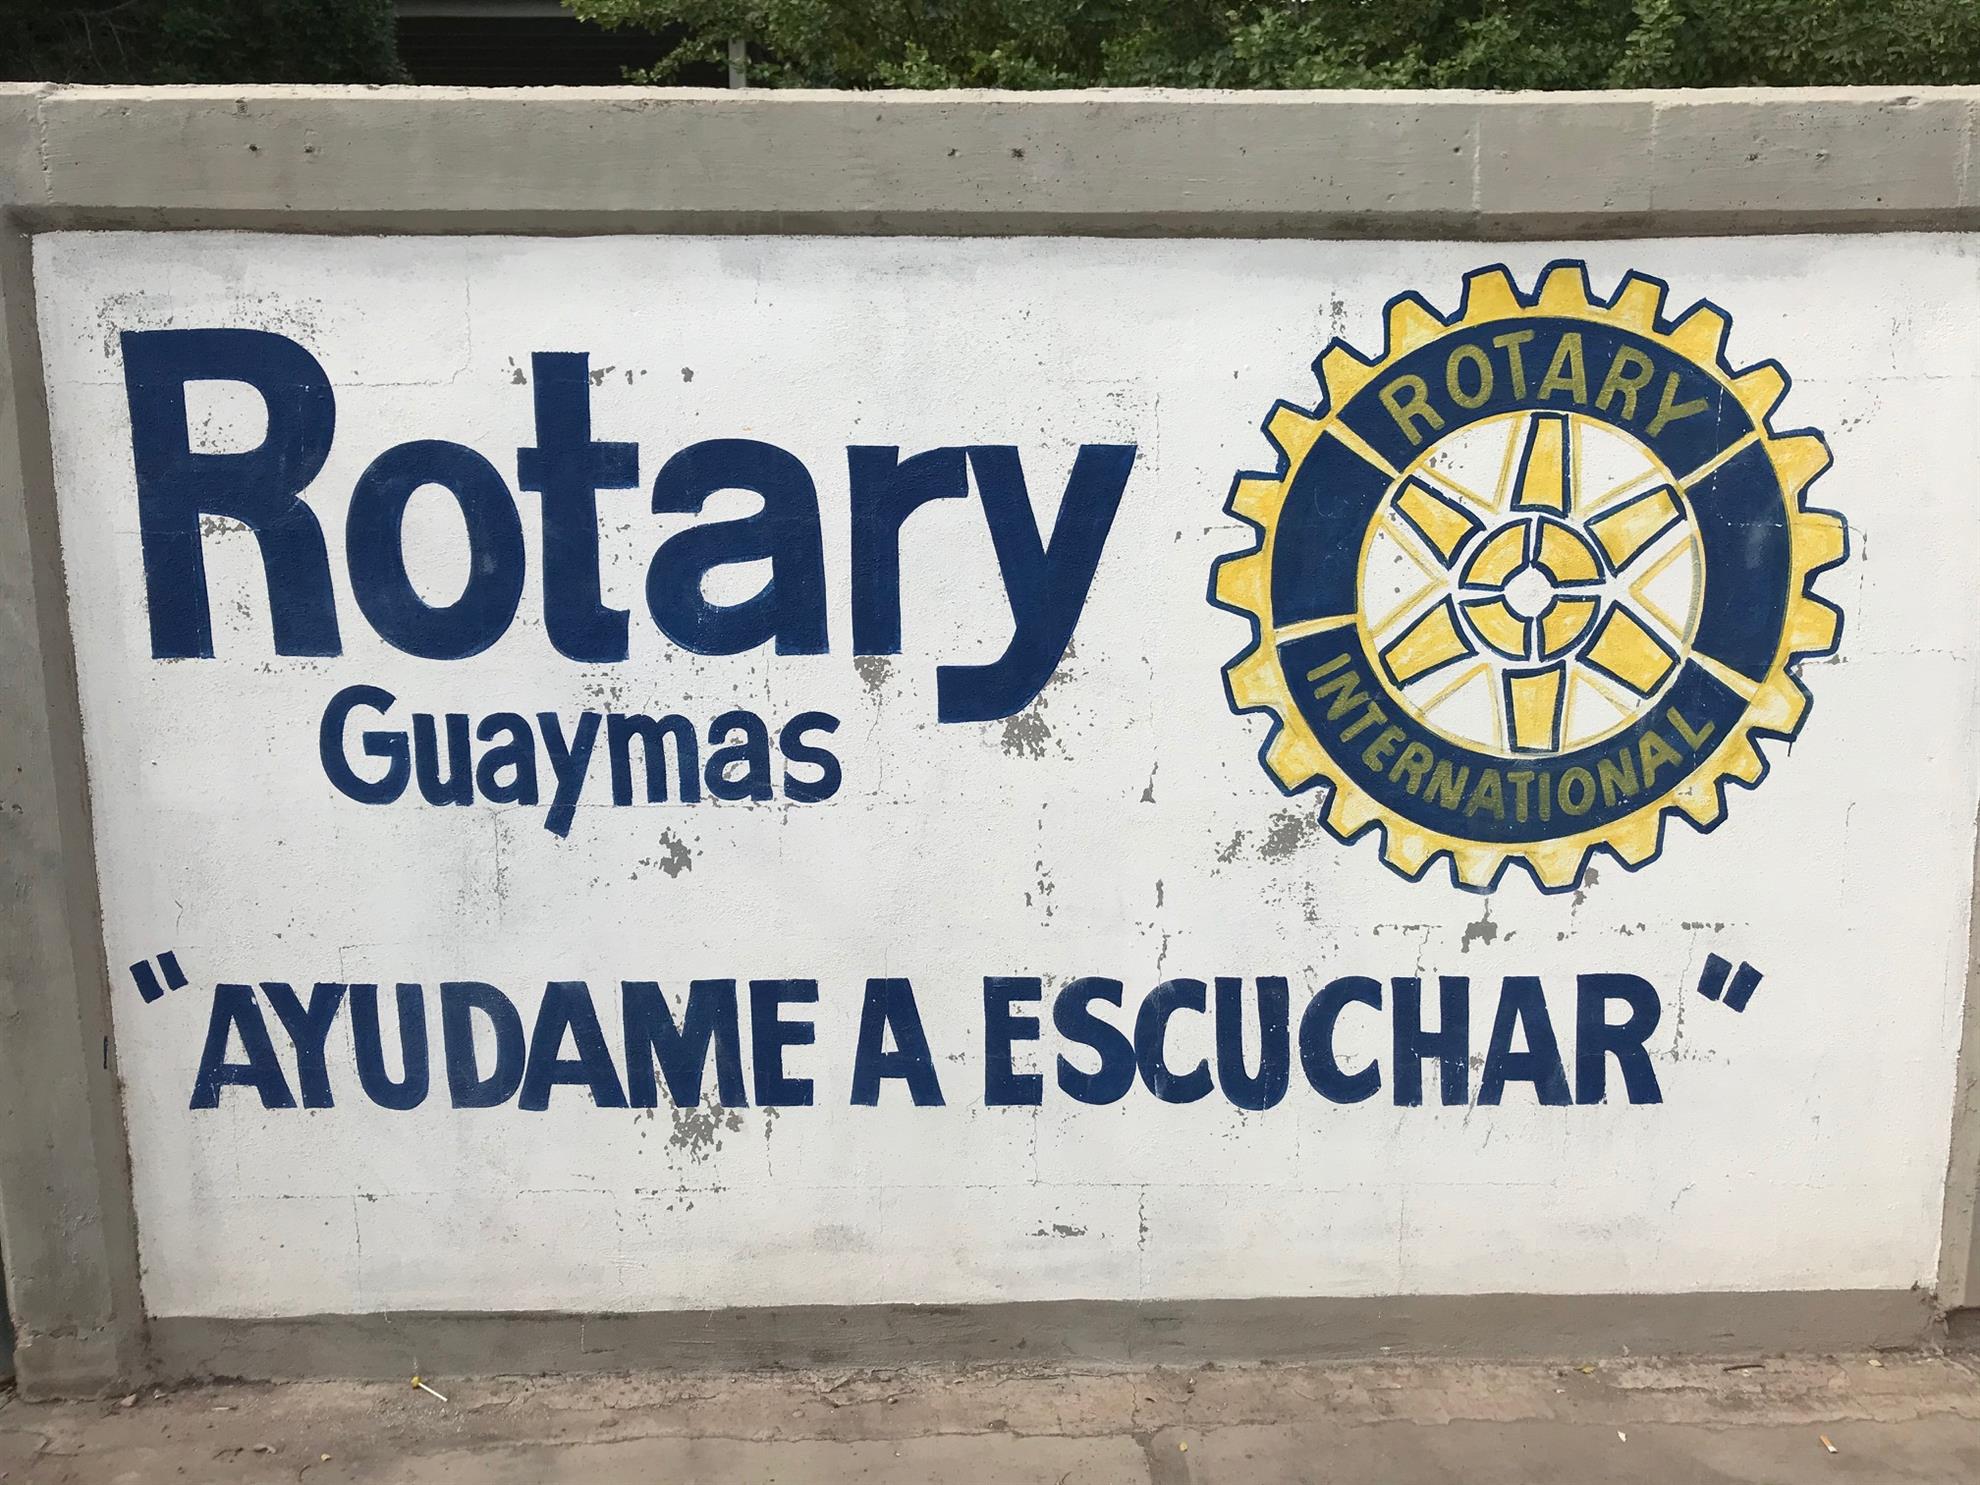 Rotary
Guaymas
ROTARY
INTERNATIONAL
"AYUDAME A ESCUCHAR"